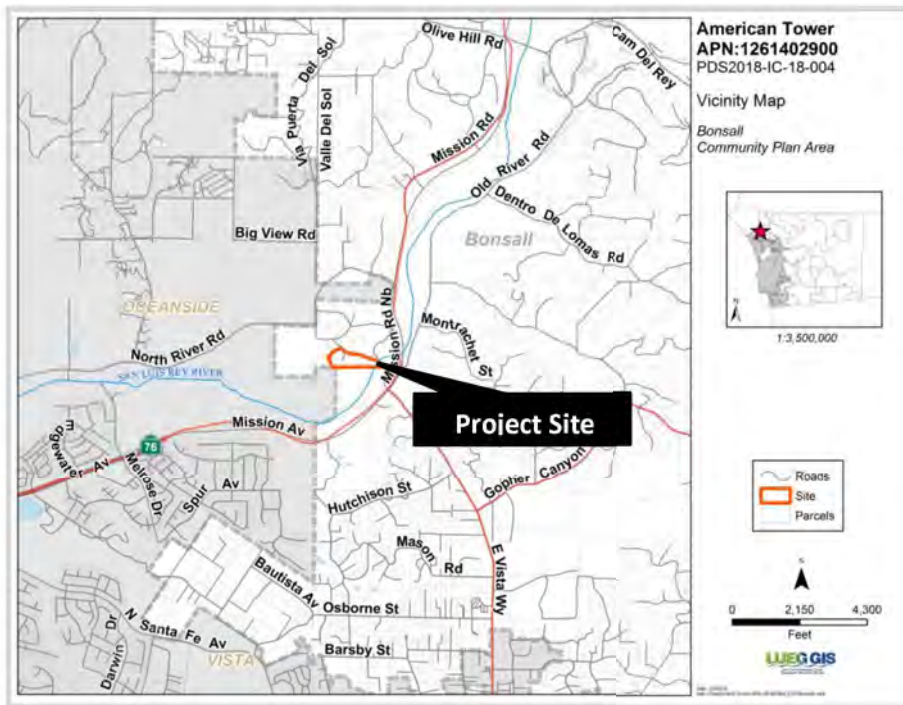 American Tower
APN:1261402900
PDS2018-IC-18-004
Vicinity Map
Bonsall
Community Plan Area
1:3,500,000
Roads
Site
Parcels
N
0 2,150 4,300
Feet
LUEG GIS
Olive Hill Rd
Cam Del Rey
Via Puerta Del Sol
Valle Del Sol
Mission Rd
Old River Rd
Dentro De Lomas Rd
Big View Rd
Bonsall
OCEANSIDE
Mission Rd Nb
Montrachet St
North River Rd
SAN LUIS REY RIVER
Project Site
Mission Av
76
Edgewater Av
Melrose Dr
Spur Av
Gopher Canyon
Hutchison St
Mason Rd
E Vista Wy
Bautista Av
Osborne St
N Santa Fe Av
Darwin Dr
VISTA
Barsby St